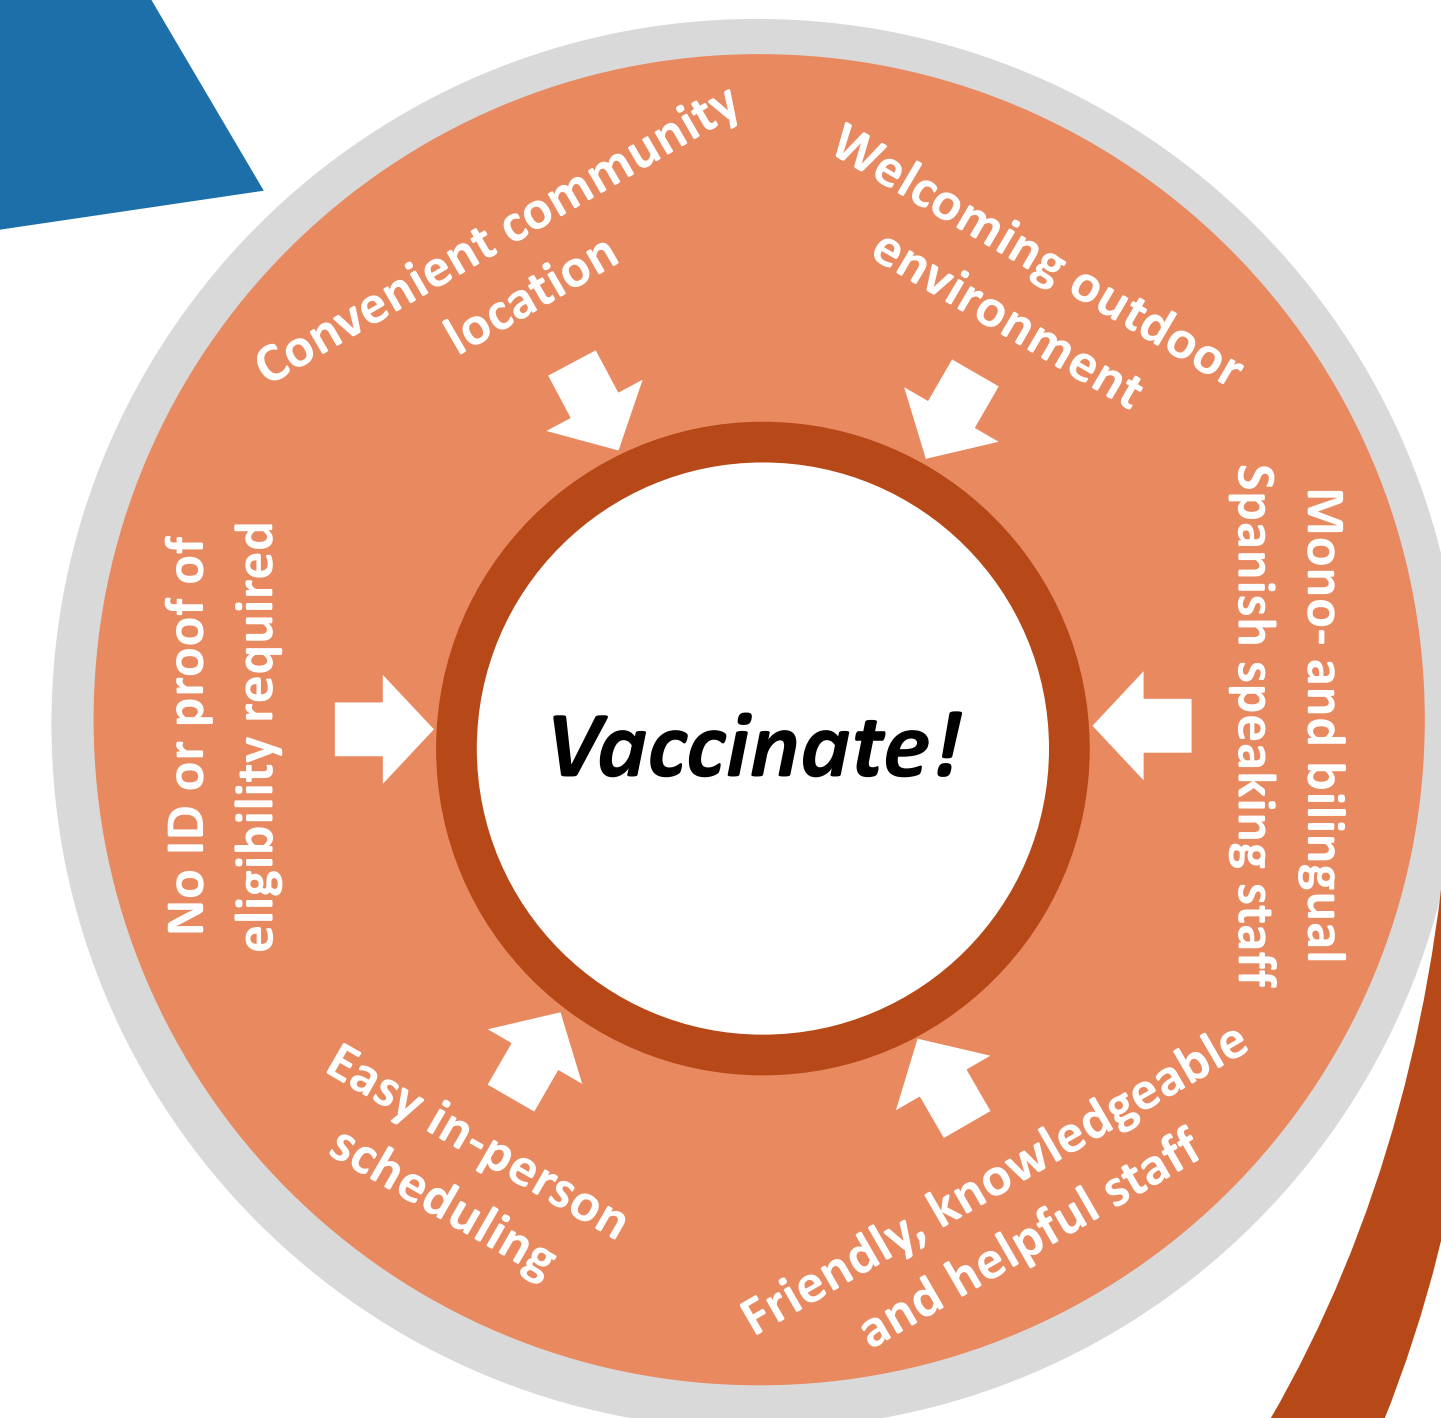 Convenient community
location
Welcoming outdoor
environment
Mono- and bilingual
Spanish speaking staff
Friendly, knowledgeable
and helpful staff
Easy in-person
scheduling
No ID or proof of
eligibility required
Vaccinate!